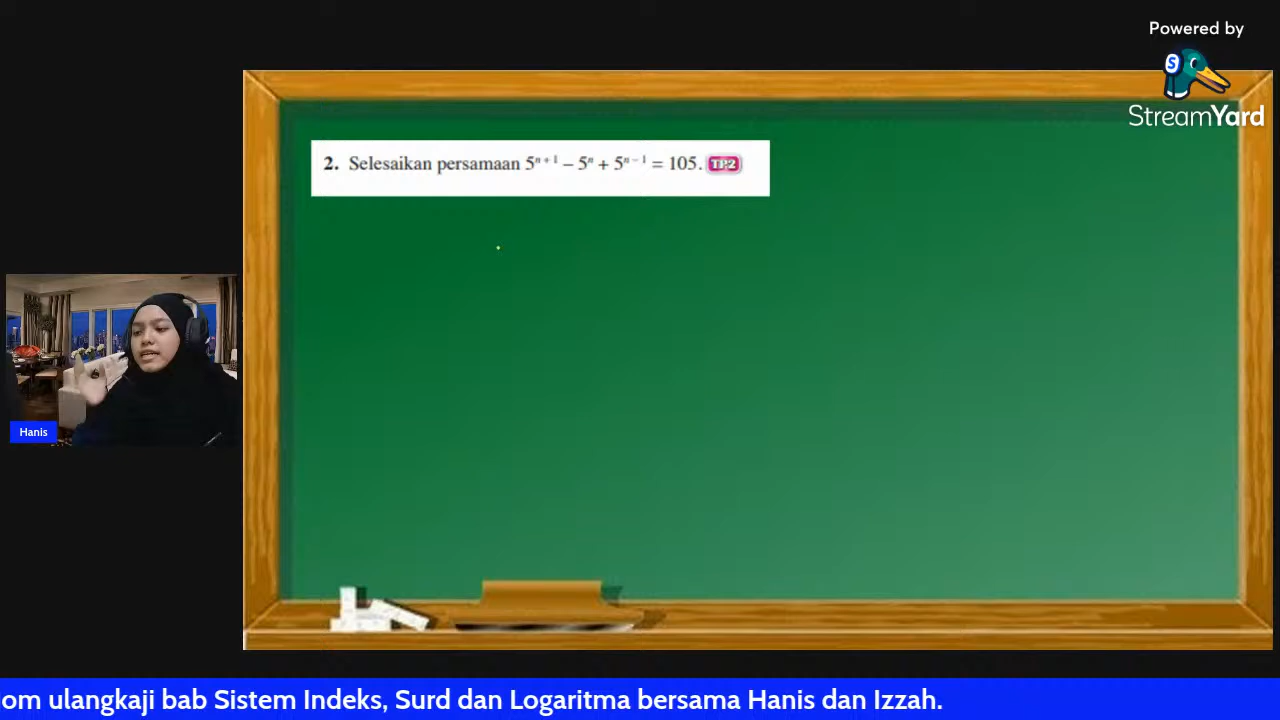 Powered by
StreamYard
2. Selesaikan persamaan 5ⁿ⁺¹ – 5ⁿ + 5ⁿ⁻¹ = 105. TP2
Hanis
om ulangkaji bab Sistem Indeks, Surd dan Logaritma bersama Hanis dan Izzah.